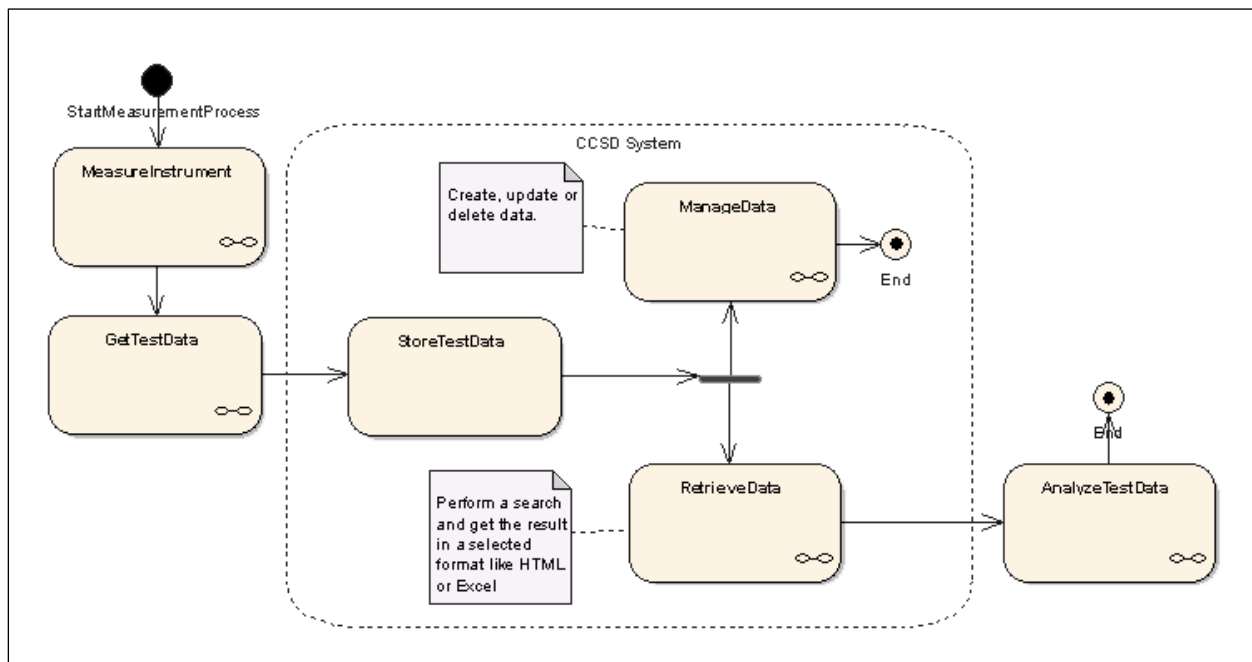 StartMeasurementProcess
MeasureInstrument
CCSD System
Create, update or
delete data.
ManageData
End
GetTestData
StoreTestData
End
Perform a search
and get the result
in a selected
format like HTML
or Excel
RetrieveData
AnalyzeTestData